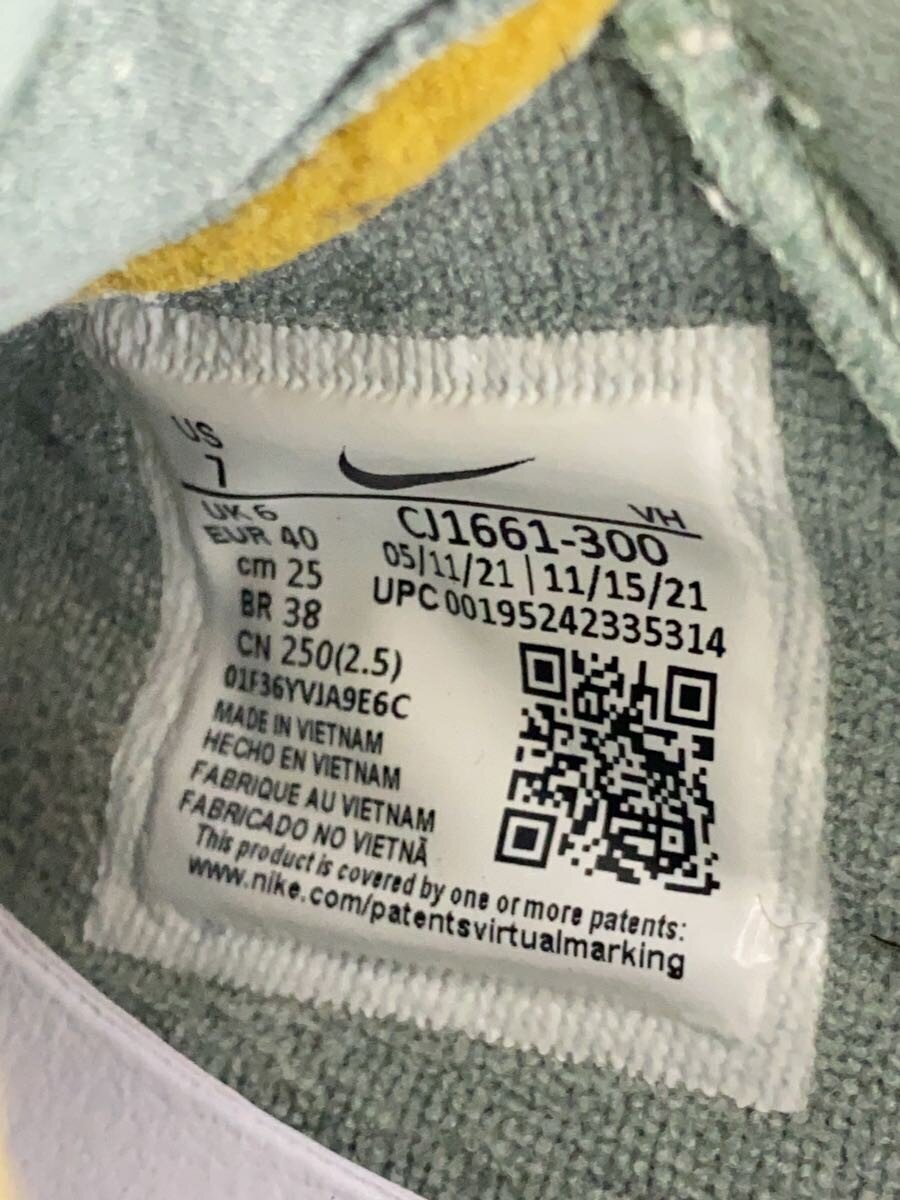 US
7
VH
UK 6
EUR 40
cm 25
BR 38
CN 250(2.5)
CJ1661-300
05/11/21 | 11/15/21
UPC 00195242335314
01F36YVJA9E6C
MADE IN VIETNAM
HECHO EN VIETNAM
FABRIQUE AU VIETNAM
FABRICADO NO VIETNÃ
This product is covered by one or more patents:
www.nike.com/patentsvirtualmarking